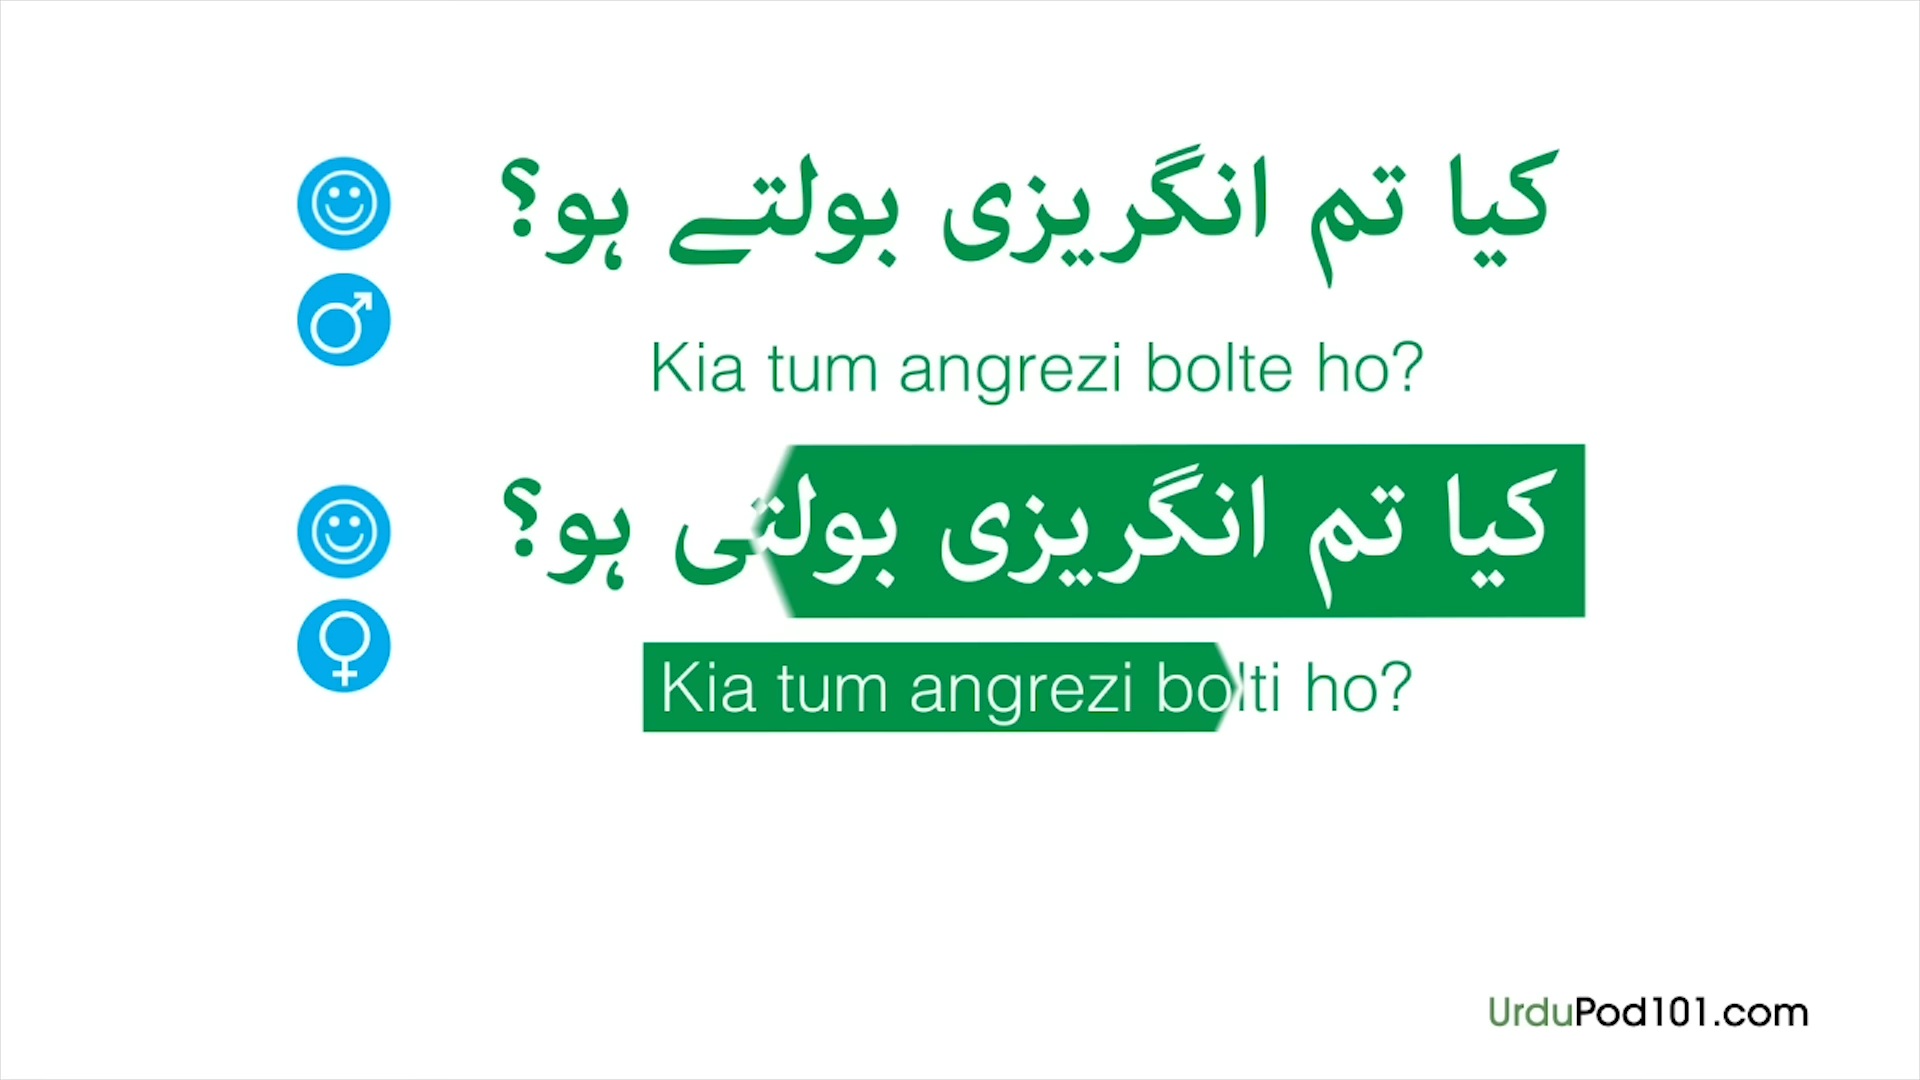 کیا تم انگریزی بولتے ہو؟
Kia tum angrezi bolte ho?
کیا تم انگریزی بولتی ہو؟
Kia tum angrezi bolti ho?
UrduPod101.com